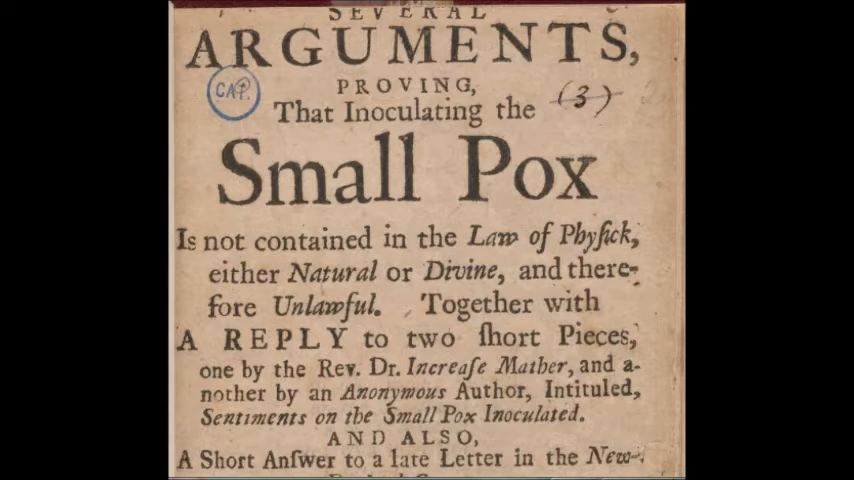 SEVERAL
ARGUMENTS,
PROVING,
CAP.
That Inoculating the
(3)
Small Pox
Is not contained in the Law of Phyſick,
either Natural or Divine, and there-
fore Unlawful. Together with
A REPLY to two ſhort Pieces,
one by the Rev. Dr. Increaſe Mather, and a-
nother by an Anonymous Author, Intituled,
Sentiments on the Small Pox Inoculated.
AND ALSO,
A Short Anſwer to a late Letter in the New-